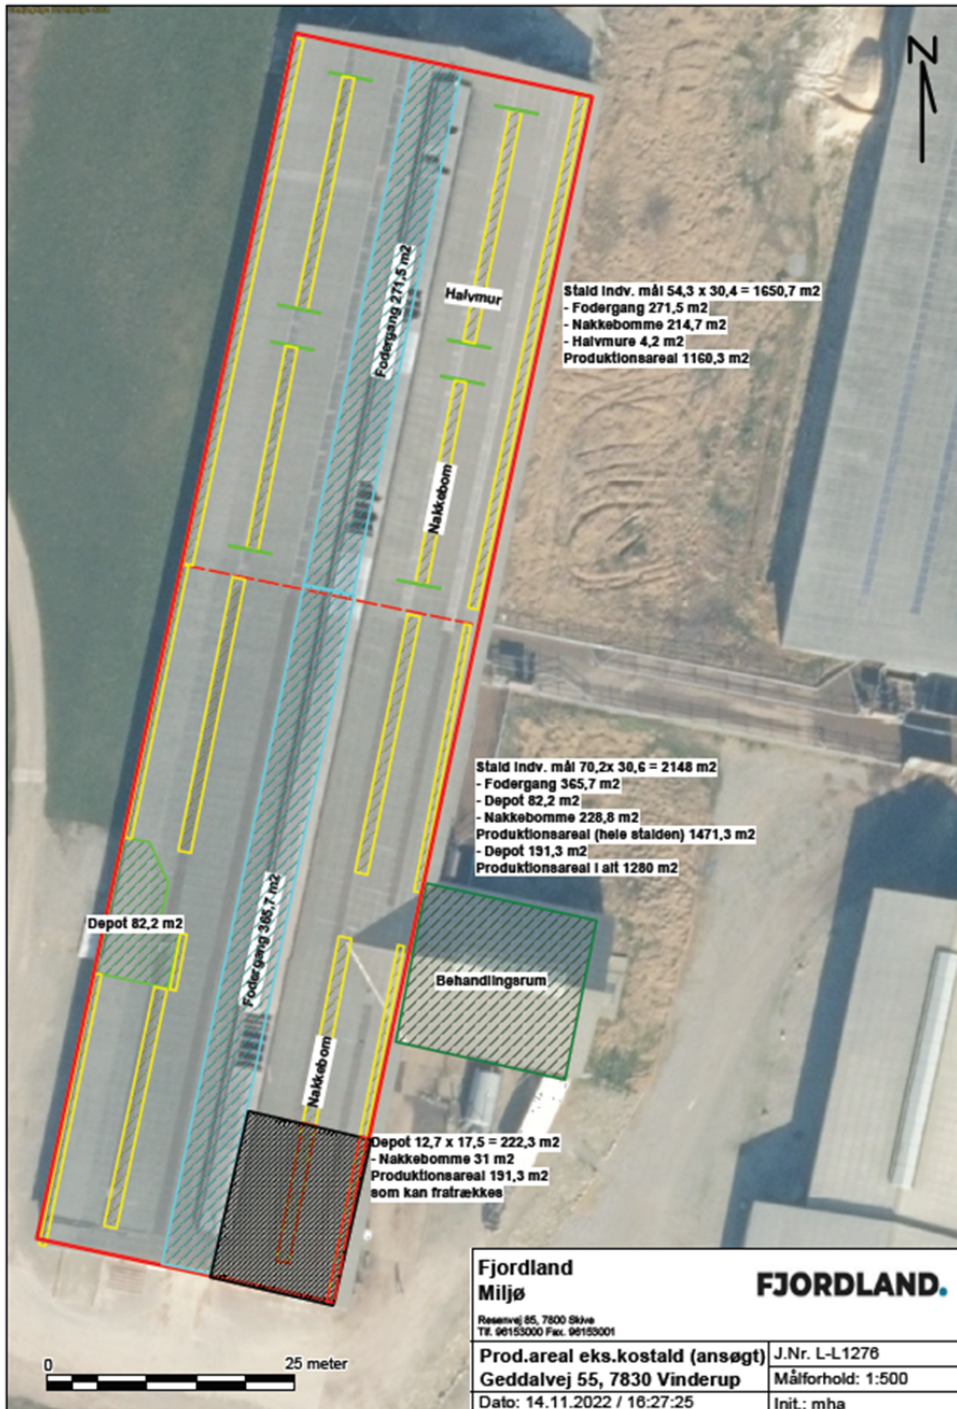 N
Fodergang 271,5 m2
Halvmur
Stald indv. mål 54,3 x 30,4 = 1650,7 m2
- Fodergang 271,5 m2
- Nakkebomme 214,7 m2
- Halvmure 4,2 m2
Produktionsareal 1160,3 m2
Nakkebom
Stald indv. mål 70,2x 30,6 = 2148 m2
- Fodergang 365,7 m2
- Depot 82,2 m2
- Nakkebomme 228,8 m2
Produktionsareal (hele stalden) 1471,3 m2
- Depot 191,3 m2
Produktionsareal i alt 1280 m2
Depot 82,2 m2
Fodergang 365,7 m2
Behandlingsrum
Nakkebom
Depot 12,7 x 17,5 = 222,3 m2
- Nakkebomme 31 m2
Produktionsareal 191,3 m2
som kan fratrækkes
0 25 meter
Fjordland
Miljø
FJORDLAND.
Resenvej 85, 7800 Skive
Tlf. 96153000 Fax. 96153001
Prod.areal eks.kostald (ansøgt)
Geddalvej 55, 7830 Vinderup
Dato: 14.11.2022 / 16:27:25
J.Nr. L-L1276
Målforhold: 1:500
Init.: mha